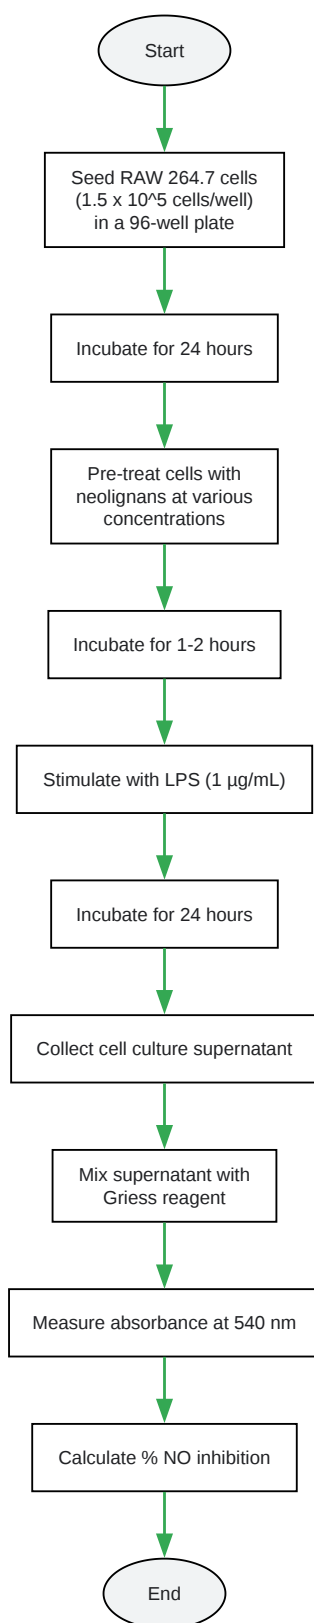 Start
Seed RAW 264.7 cells
(1.5 x 10^5 cells/well)
in a 96-well plate
Incubate for 24 hours
Pre-treat cells with
neolignans at various
concentrations
Incubate for 1-2 hours
Stimulate with LPS (1 µg/mL)
Incubate for 24 hours
Collect cell culture supernatant
Mix supernatant with
Griess reagent
Measure absorbance at 540 nm
Calculate % NO inhibition
End